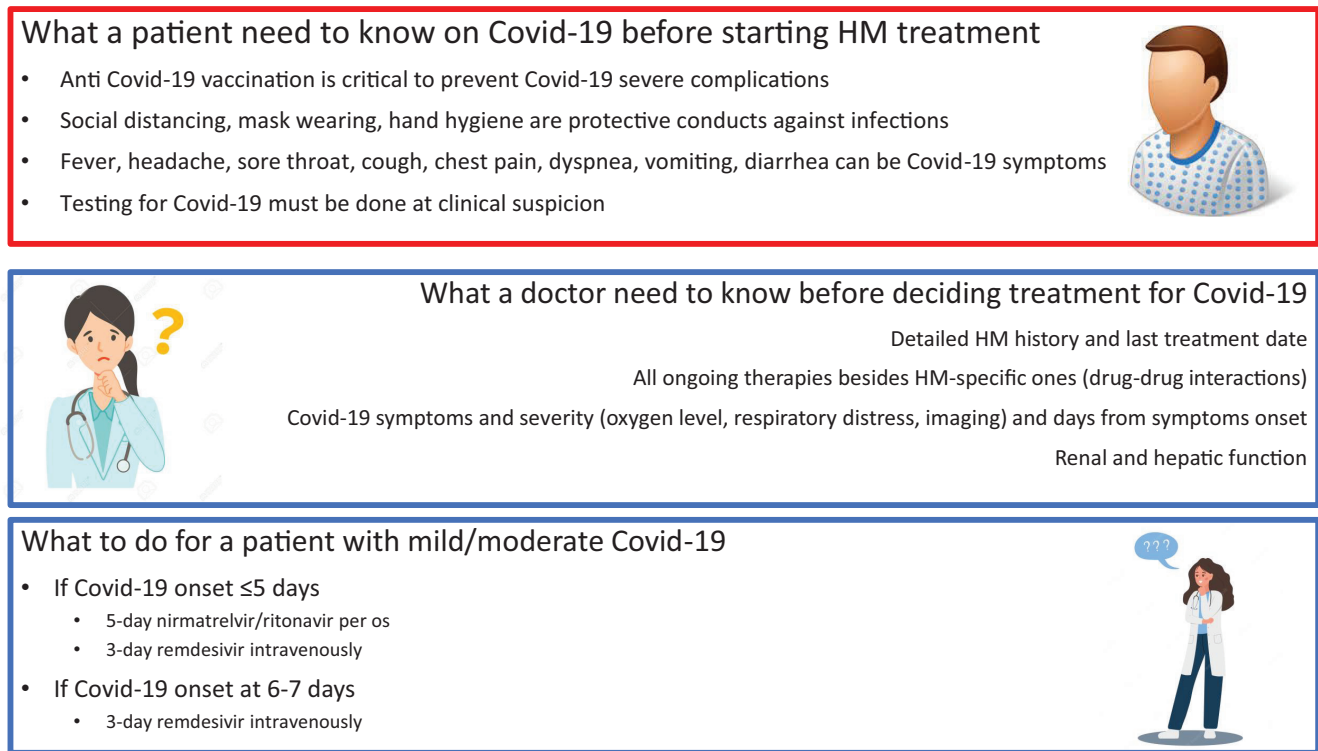 What a patient need to know on Covid-19 before starting HM treatment
• Anti Covid-19 vaccination is critical to prevent Covid-19 severe complications
• Social distancing, mask wearing, hand hygiene are protective conducts against infections
• Fever, headache, sore throat, cough, chest pain, dyspnea, vomiting, diarrhea can be Covid-19 symptoms
• Testing for Covid-19 must be done at clinical suspicion
?
What a doctor need to know before deciding treatment for Covid-19
Detailed HM history and last treatment date
All ongoing therapies besides HM-specific ones (drug-drug interactions)
Covid-19 symptoms and severity (oxygen level, respiratory distress, imaging) and days from symptoms onset
Renal and hepatic function
What to do for a patient with mild/moderate Covid-19
• If Covid-19 onset ≤5 days
• 5-day nirmatrelvir/ritonavir per os
• 3-day remdesivir intravenously
• If Covid-19 onset at 6-7 days
• 3-day remdesivir intravenously
???